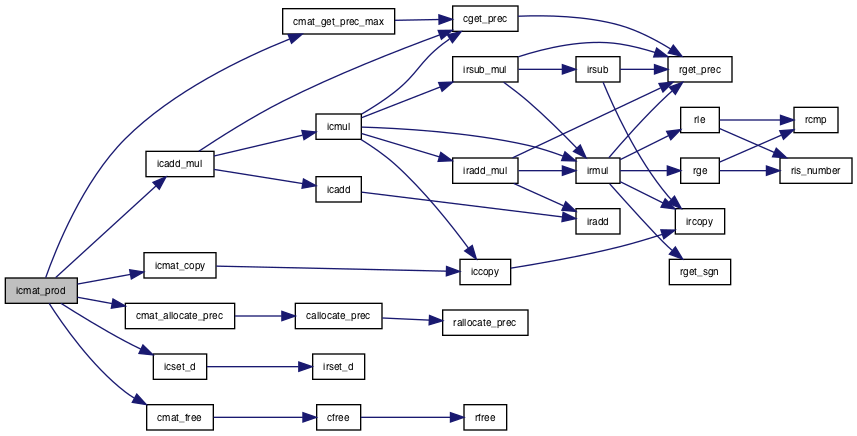 cmat_get_prec_max
cget_prec
irsub_mul
irsub
rget_prec
icmul
rle
rcmp
icadd_mul
iradd_mul
irmul
rge
ris_number
icadd
iradd
ircopy
icmat_copy
iccopy
rget_sgn
icmat_prod
cmat_allocate_prec
callocate_prec
rallocate_prec
icset_d
irset_d
cmat_free
cfree
rfree